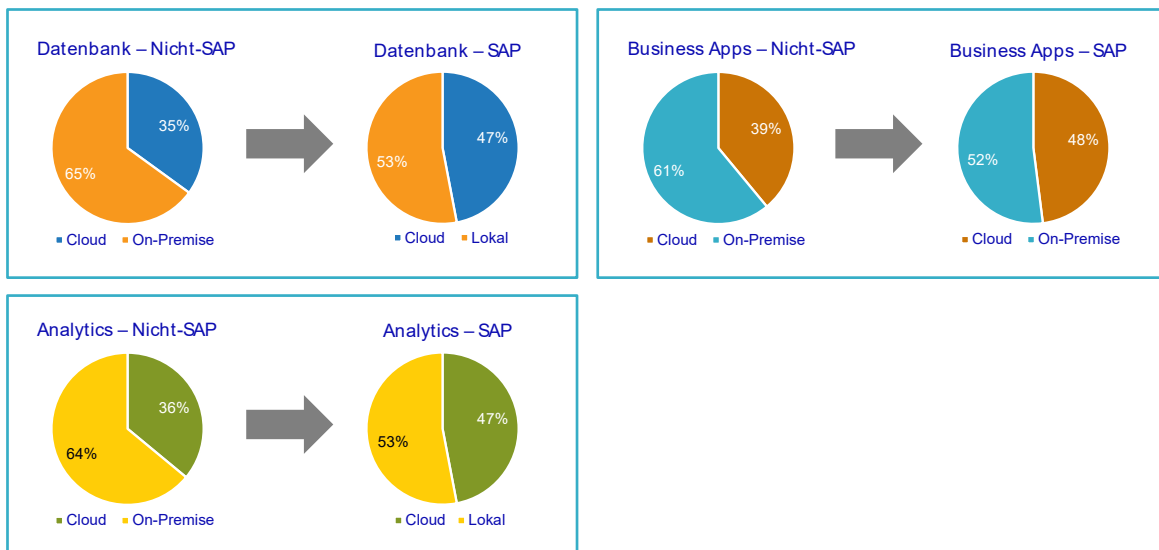 Datenbank – Nicht-SAP
Datenbank – SAP
35%
65%
47%
53%
Cloud On-Premise
Cloud Lokal
Business Apps – Nicht-SAP
Business Apps – SAP
39%
61%
48%
52%
Cloud On-Premise
Cloud On-Premise
Analytics – Nicht-SAP
Analytics – SAP
36%
64%
47%
53%
Cloud On-Premise
Cloud Lokal